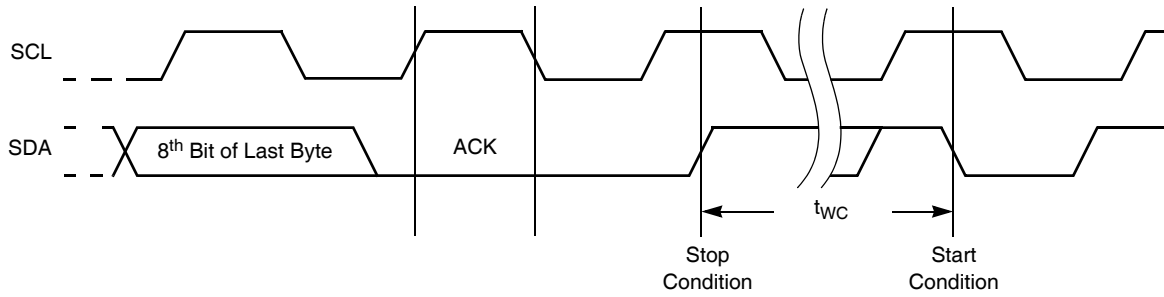 SCL
SDA
8th Bit of Last Byte
ACK
tWC
Stop
Condition
Start
Condition